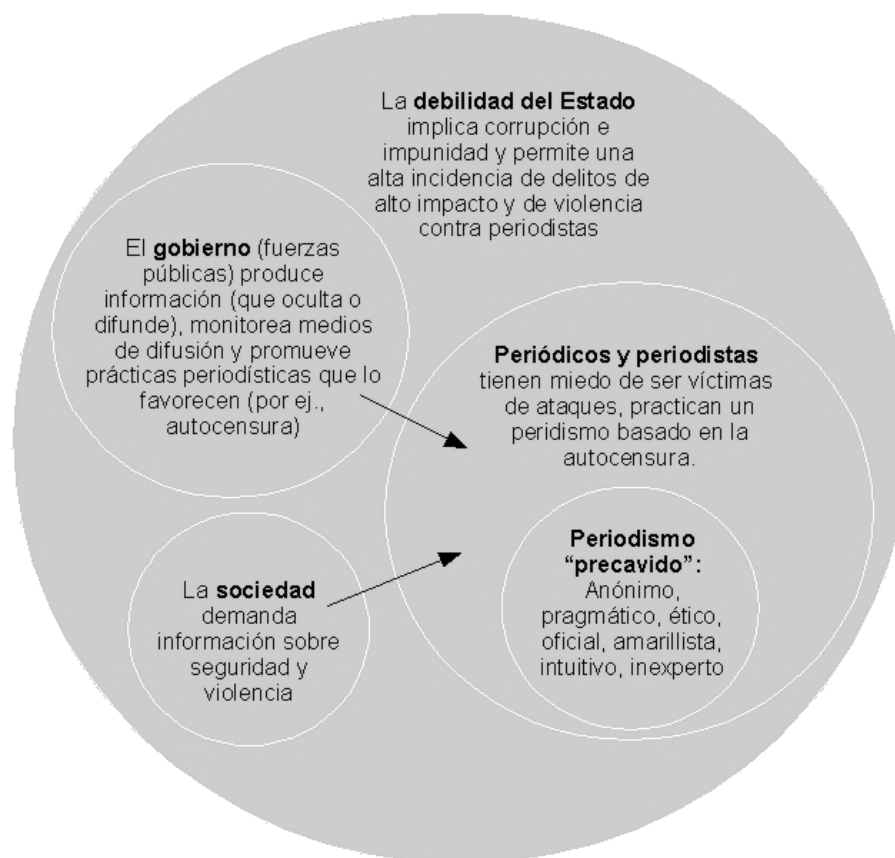 La debilidad del Estado
implica corrupción e
impunidad y permite una
alta incidencia de delitos de
alto impacto y de violencia
contra periodistas
El gobierno (fuerzas
públicas) produce
información (que oculta o
difunde), monitorea medios
de difusión y promueve
prácticas periodísticas que lo
favorecen (por ej.,
autocensura)
Periódicos y periodistas
tienen miedo de ser víctimas
de ataques, practican un
peridismo basado en la
autocensura.
La sociedad
demanda
información sobre
seguridad y
violencia
Periodismo
“precavido”:
Anónimo,
pragmático, ético,
oficial, amarillista,
intuitivo, inexperto